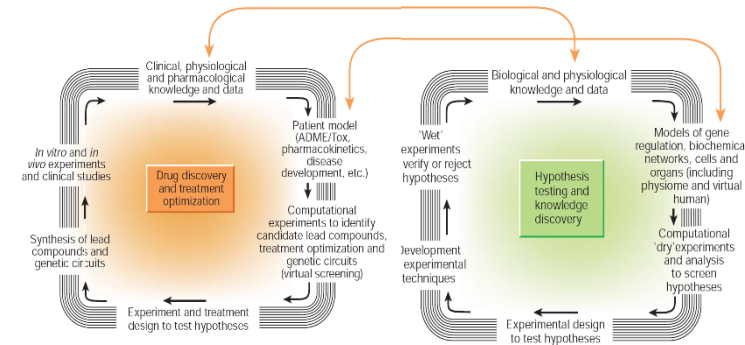 Clinical, physiological
and pharmacological
knowledge and data
Patient model
(ADME/Tox,
pharmacokinetics,
disease
development, etc.)
Computational
experiments to identify
candidate lead compounds,
treatment optimization and
genetic circuits
(virtual screening)
Experiment and treatment
design to test hypotheses
Synthesis of lead
compounds and
genetic circuits
In vitro and in
vivo experiments
and clinical studies
Drug discovery
and treatment
optimization
Biological and physiological
knowledge and data
Models of gene
regulation, biochemica
networks, cells and
organs (including
physiome and virtual
human)
Computational
'dry'experiments
and analysis
to screen
hypotheses
Experimental design
to test hypotheses
Development
experimental
techniques
'Wet'
experiments
verify or reject
hypotheses
Hypothesis
testing and
knowledge
discovery